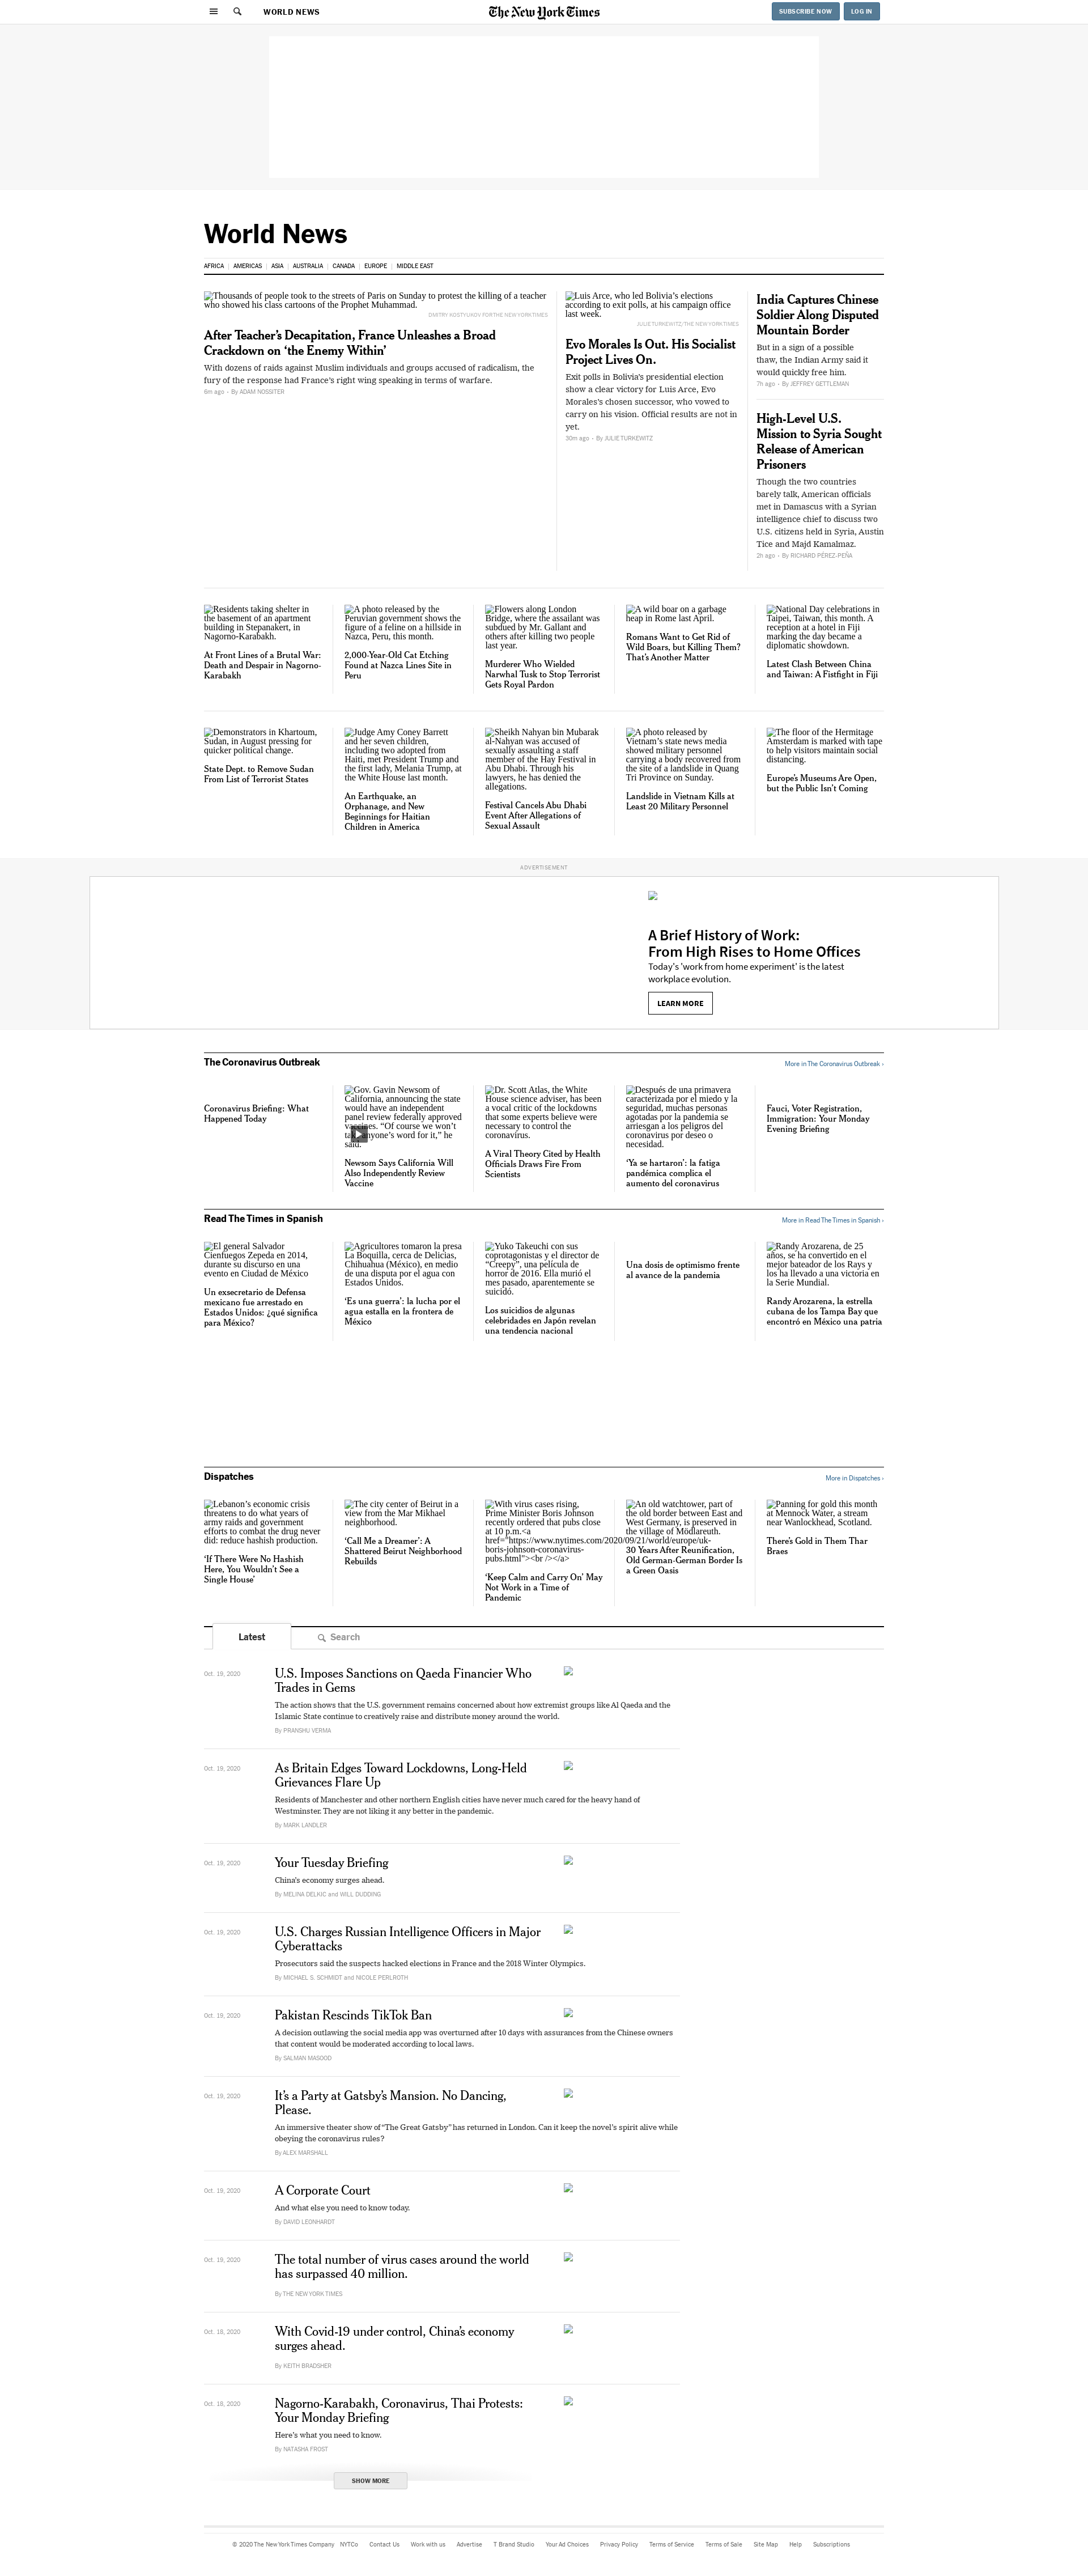 WORLD NEWS
The New York Times
SUBSCRIBE NOW
LOG IN
World News
AFRICA
AMERICAS
ASIA
AUSTRALIA
CANADA
EUROPE
MIDDLE EAST
Thousands of people took to the streets of Paris on Sunday to protest the killing of a teacher
who showed his class cartoons of the Prophet Muhammad.
DMITRY KOSTYUKOV FOR THE NEW YORK TIMES
After Teacher’s Decapitation, France Unleashes a Broad
Crackdown on ‘the Enemy Within’
With dozens of raids against Muslim individuals and groups accused of radicalism, the
fury of the response had France’s right wing speaking in terms of warfare.
6m ago • By ADAM NOSSITER
Luis Arce, who led Bolivia’s elections
according to exit polls, at his campaign office
last week.
JULIE TURKEWITZ/THE NEW YORK TIMES
Evo Morales Is Out. His Socialist
Project Lives On.
Exit polls in Bolivia’s presidential election
show a clear victory for Luis Arce, Evo
Morales’s chosen successor, who vowed to
carry on his vision. Official results are not in
yet.
30m ago • By JULIE TURKEWITZ
India Captures Chinese
Soldier Along Disputed
Mountain Border
But in a sign of a possible
thaw, the Indian Army said it
would quickly free him.
7h ago • By JEFFREY GETTLEMAN
High-Level U.S.
Mission to Syria Sought
Release of American
Prisoners
Though the two countries
barely talk, American officials
met in Damascus with a Syrian
intelligence chief to discuss two
U.S. citizens held in Syria, Austin
Tice and Majd Kamalmaz.
2h ago • By RICHARD PÉREZ-PEÑA
Residents taking shelter in
the basement of an apartment
building in Stepanakert, in
Nagorno-Karabakh.
At Front Lines of a Brutal War:
Death and Despair in Nagorno-
Karabakh
A photo released by the
Peruvian government shows the
figure of a feline on a hillside in
Nazca, Peru, this month.
2,000-Year-Old Cat Etching
Found at Nazca Lines Site in
Peru
Flowers along London
Bridge, where the assailant was
subdued by Mr. Gallant and
others after killing two people
last year.
Murderer Who Wielded
Narwhal Tusk to Stop Terrorist
Gets Royal Pardon
A wild boar on a garbage
heap in Rome last April.
Romans Want to Get Rid of
Wild Boars, but Killing Them?
That’s Another Matter
National Day celebrations in
Taipei, Taiwan, this month. A
reception at a hotel in Fiji
marking the day became a
diplomatic showdown.
Latest Clash Between China
and Taiwan: A Fistfight in Fiji
Demonstrators in Khartoum,
Sudan, in August pressing for
quicker political change.
State Dept. to Remove Sudan
From List of Terrorist States
Judge Amy Coney Barrett
and her seven children,
including two adopted from
Haiti, met President Trump and
the first lady, Melania Trump, at
the White House last month.
An Earthquake, an
Orphanage, and New
Beginnings for Haitian
Children in America
Sheikh Nahyan bin Mubarak
al-Nahyan was accused of
sexually assaulting a staff
member of the Hay Festival in
Abu Dhabi. Through his
lawyers, he has denied the
allegations.
Festival Cancels Abu Dhabi
Event After Allegations of
Sexual Assault
A photo released by
Vietnam’s state news media
showed military personnel
carrying a body recovered from
the site of a landslide in Quang
Tri Province on Sunday.
Landslide in Vietnam Kills at
Least 20 Military Personnel
The floor of the Hermitage
Amsterdam is marked with tape
to help visitors maintain social
distancing.
Europe’s Museums Are Open,
but the Public Isn’t Coming
ADVERTISEMENT
A Brief History of Work:
From High Rises to Home Offices
Today's 'work from home experiment' is the latest
workplace evolution.
LEARN MORE
The Coronavirus Outbreak
More in The Coronavirus Outbreak ›
Coronavirus Briefing: What
Happened Today
Gov. Gavin Newsom of
California, announcing the state
would have an independent
panel review federally approved
vaccines. “Of course we won’t
anyone’s word for it,” he
said.
Newsom Says California Will
Also Independently Review
Vaccine
Dr. Scott Atlas, the White
House science adviser, has been
a vocal critic of the lockdowns
that some experts believe were
necessary to control the
coronavirus.
A Viral Theory Cited by Health
Officials Draws Fire From
Scientists
Después de una primavera
caracterizada por el miedo y la
seguridad, muchas personas
agotadas por la pandemia se
arriesgan a los peligros del
coronavirus por deseo o
necesidad.
‘Ya se hartaron’: la fatiga
pandémica complica el
aumento del coronavirus
Fauci, Voter Registration,
Immigration: Your Monday
Evening Briefing
Read The Times in Spanish
More in Read The Times in Spanish ›
El general Salvador
Cienfuegos Zepeda en 2014,
durante su discurso en una
evento en Ciudad de México
Un exsecretario de Defensa
mexicano fue arrestado en
Estados Unidos: ¿qué significa
para México?
Agricultores tomaron la presa
La Boquilla, cerca de Delicias,
Chihuahua (México), en medio
de una disputa por el agua con
Estados Unidos.
‘Es una guerra’: la lucha por el
agua estalla en la frontera de
México
Yuko Takeuchi con sus
coprotagonistas y el director de
“Creepy”, una película de
horror de 2016. Ella murió el
mes pasado, aparentemente se
suicidó.
Los suicidios de algunas
celebridades en Japón revelan
una tendencia nacional
Una dosis de optimismo frente
al avance de la pandemia
Randy Arozarena, de 25
años, se ha convertido en el
mejor bateador de los Rays y
los ha llevado a una victoria en
la Serie Mundial.
Randy Arozarena, la estrella
cubana de los Tampa Bay que
encontró en México una patria
Dispatches
More in Dispatches ›
Lebanon’s economic crisis
threatens to do what years of
army raids and government
efforts to combat the drug never
did: reduce hashish production.
‘If There Were No Hashish
Here, You Wouldn’t See a
Single House’
The city center of Beirut in a
view from the Mar Mikhael
neighborhood.
‘Call Me a Dreamer’: A
Shattered Beirut Neighborhood
Rebuilds
With virus cases rising,
Prime Minister Boris Johnson
recently ordered that pubs close
at 10 p.m.<a
href="https://www.nytimes.com/2020/09/21/world/europe/uk-
boris-johnson-coronavirus-
pubs.html"><br /></a>
‘Keep Calm and Carry On’ May
Not Work in a Time of
Pandemic
An old watchtower, part of
the old border between East and
West Germany, is preserved in
the village of Mödlareuth.
30 Years After Reunification,
Old German-German Border Is
a Green Oasis
Panning for gold this month
at Mennock Water, a stream
near Wanlockhead, Scotland.
There’s Gold in Them Thar
Braes
Latest
Search
Oct. 19, 2020
U.S. Imposes Sanctions on Qaeda Financier Who
Trades in Gems
The action shows that the U.S. government remains concerned about how extremist groups like Al Qaeda and the
Islamic State continue to creatively raise and distribute money around the world.
By PRANSHU VERMA
Oct. 19, 2020
As Britain Edges Toward Lockdowns, Long-Held
Grievances Flare Up
Residents of Manchester and other northern English cities have never much cared for the heavy hand of
Westminster. They are not liking it any better in the pandemic.
By MARK LANDLER
Oct. 19, 2020
Your Tuesday Briefing
China’s economy surges ahead.
By MELINA DELKIC and WILL DUDDING
Oct. 19, 2020
U.S. Charges Russian Intelligence Officers in Major
Cyberattacks
Prosecutors said the suspects hacked elections in France and the 2018 Winter Olympics.
By MICHAEL S. SCHMIDT and NICOLE PERLROTH
Oct. 19, 2020
Pakistan Rescinds TikTok Ban
A decision outlawing the social media app was overturned after 10 days with assurances from the Chinese owners
that content would be moderated according to local laws.
By SALMAN MASOOD
Oct. 19, 2020
It’s a Party at Gatsby’s Mansion. No Dancing,
Please.
An immersive theater show of “The Great Gatsby” has returned in London. Can it keep the novel’s spirit alive while
obeying the coronavirus rules?
By ALEX MARSHALL
Oct. 19, 2020
A Corporate Court
And what else you need to know today.
By DAVID LEONHARDT
Oct. 19, 2020
The total number of virus cases around the world
has surpassed 40 million.
By THE NEW YORK TIMES
Oct. 18, 2020
With Covid-19 under control, China’s economy
surges ahead.
By KEITH BRADSHER
Oct. 18, 2020
Nagorno-Karabakh, Coronavirus, Thai Protests:
Your Monday Briefing
Here’s what you need to know.
By NATASHA FROST
SHOW MORE
© 2020 The New York Times Company
NYTCo
Contact Us
Work with us
Advertise
T Brand Studio
Your Ad Choices
Privacy Policy
Terms of Service
Terms of Sale
Site Map
Help
Subscriptions